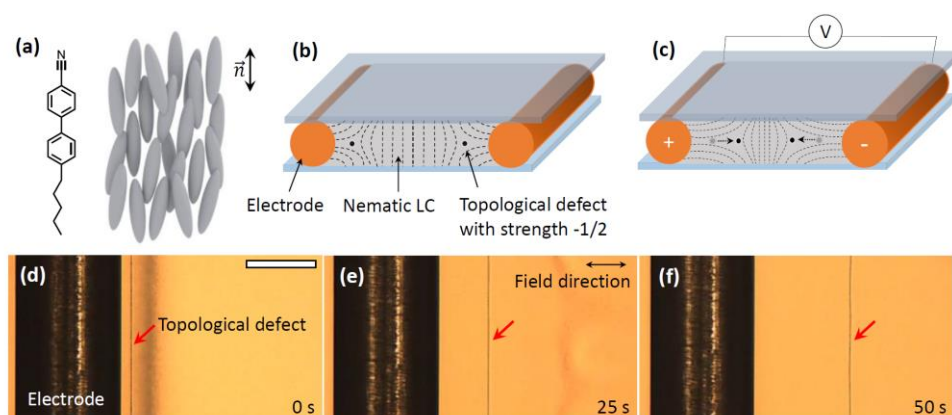 (a)
N
n
(b)
Electrode
Nematic LC
Topological defect
with strength -1/2
(c)
V
+
-
(d)
Topological defect
Electrode
0 s
(e)
Field direction
25 s
(f)
50 s